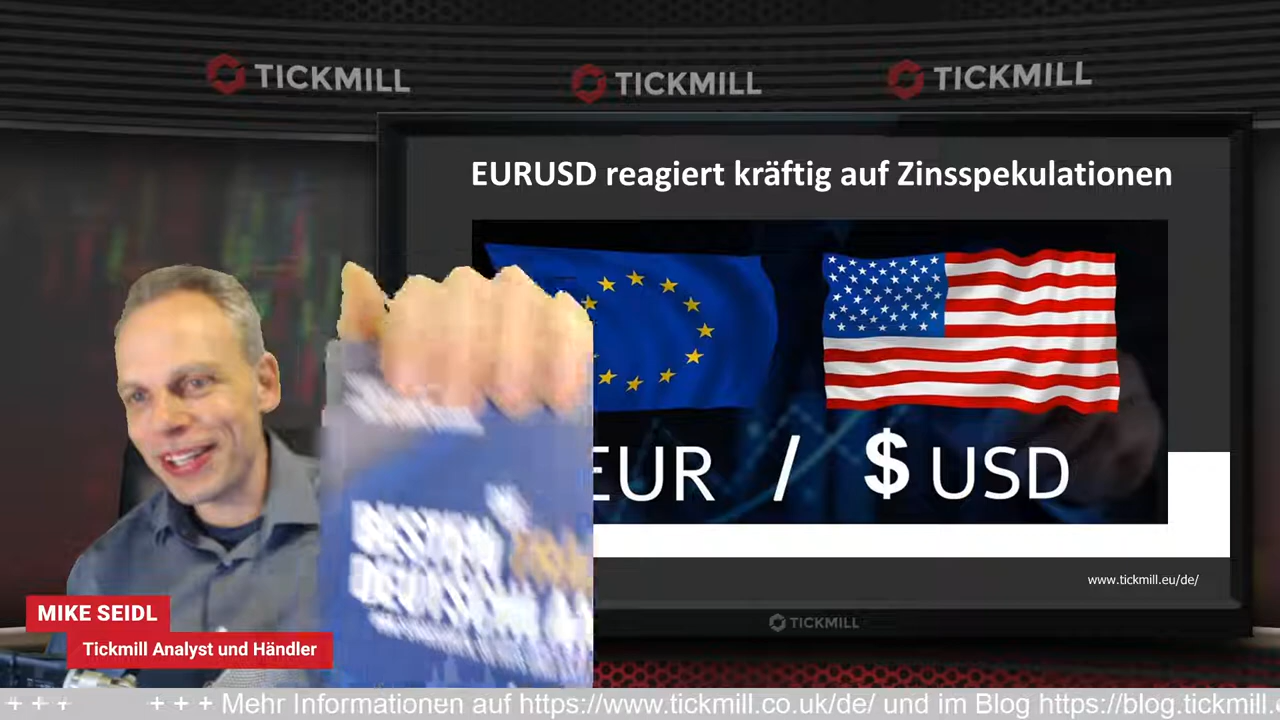 TICKMILL
TICKMILL
TICKMILL
EURUSD reagiert kräftig auf Zinsspekulationen
EUR / $ USD
www.tickmill.eu/de/
TICKMILL
MIKE SEIDL
Tickmill Analyst und Händler
+ + + + + + Mehr Informationen auf https://www.tickmill.co.uk/de/ und im Blog https://blog.tickmill.